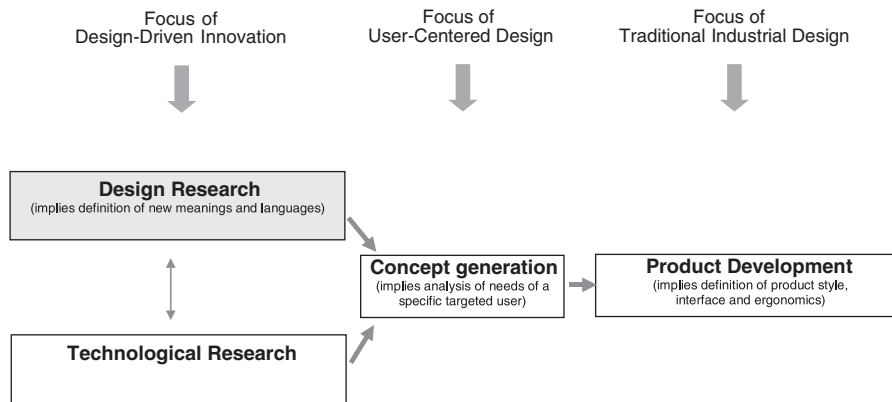 Focus of
Design-Driven Innovation
Focus of
User-Centered Design
Focus of
Traditional Industrial Design
Design Research
(implies definition of new meanings and languages)
Concept generation
(implies analysis of needs of a
specific targeted user)
Product Development
(implies definition of product style,
interface and ergonomics)
Technological Research